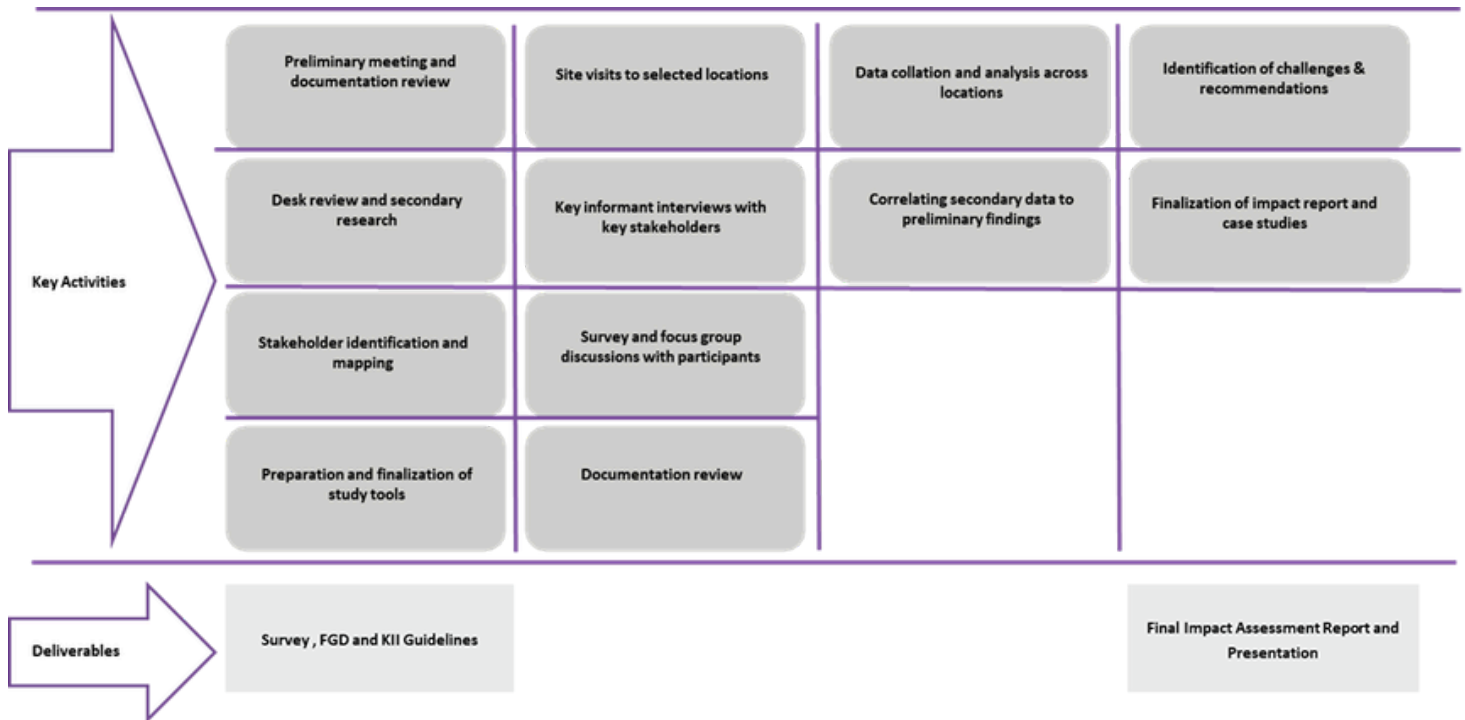 Preliminary meeting and
documentation review
Site visits to selected locations
Data collation and analysis across
locations
Identification of challenges &
recommendations
Key Activities
Desk review and secondary
research
Key informant interviews with
key stakeholders
Correlating secondary data to
preliminary findings
Finalization of impact report and
case studies
Stakeholder identification and
mapping
Survey and focus group
discussions with participants
Preparation and finalization of
study tools
Documentation review
Deliverables
Survey , FGD and KII Guidelines
Final Impact Assessment Report and
Presentation